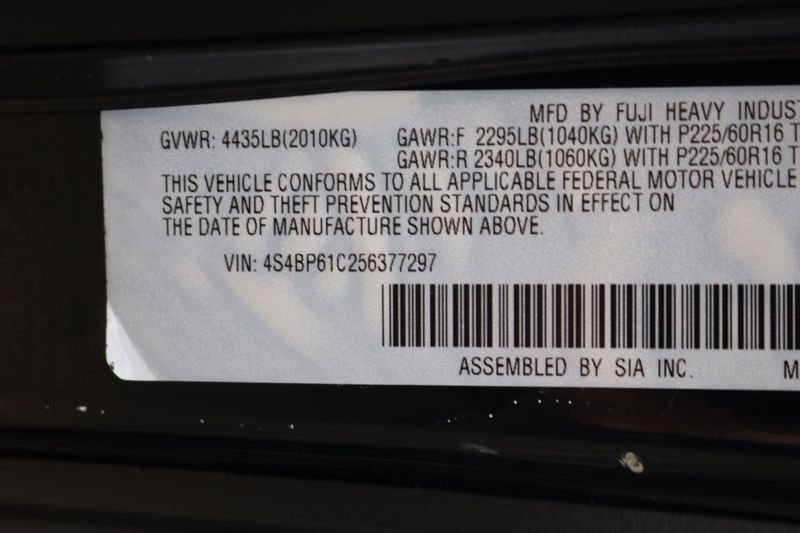 MFD BY FUJI HEAVY INDUST
GVWR: 4435LB(2010KG) GAWR:F 2295LB(1040KG) WITH P225/60R16 T
GAWR:R 2340LB(1060KG) WITH P225/60R16 T
THIS VEHICLE CONFORMS TO ALL APPLICABLE FEDERAL MOTOR VEHICLE
SAFETY AND THEFT PREVENTION STANDARDS IN EFFECT ON
THE DATE OF MANUFACTURE SHOWN ABOVE.
VIN: 4S4BP61C256377297
ASSEMBLED BY SIA INC. M